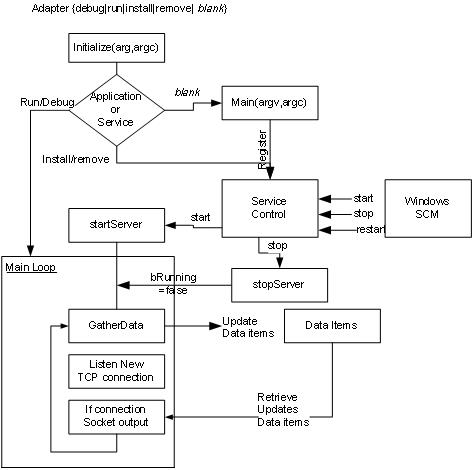 Adapter {debug|run|install|remove| blank}
Initialize(arg,argc)
Run/Debug
Application
or
Service
blank
Main(argv,argc)
Install/remove
Register
Service
Control
start
stop
restart
Windows
SCM
startServer
start
stop
Main Loop
bRunning
=false
stopServer
GatherData
Update
Data items
Data Items
Listen New
TCP connection
If connection
Socket output
Retrieve
Updates
Data items